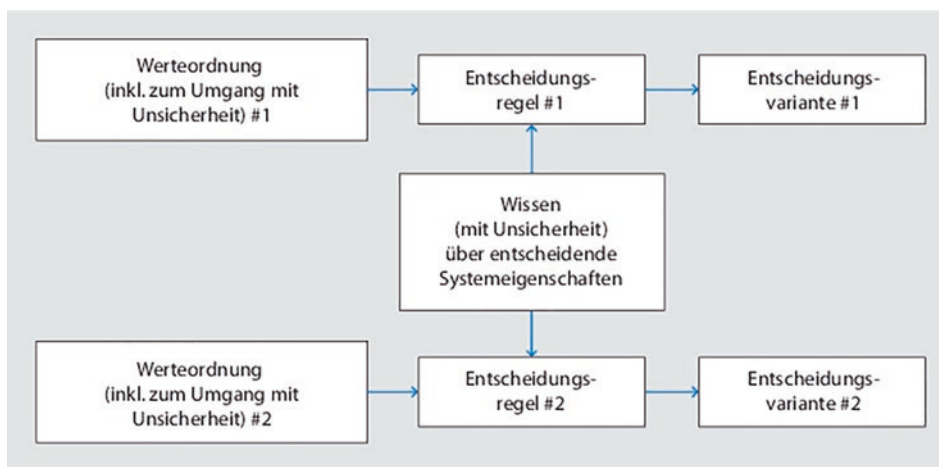 Werteordnung
(inkl. zum Umgang mit
Unsicherheit) #1
Entscheidungs-
regel #1
Entscheidungs-
variante #1
Wissen
(mit Unsicherheit)
über entscheidende
Systemeigenschaften
Werteordnung
(inkl. zum Umgang mit
Unsicherheit) #2
Entscheidungs-
regel #2
Entscheidungs-
variante #2